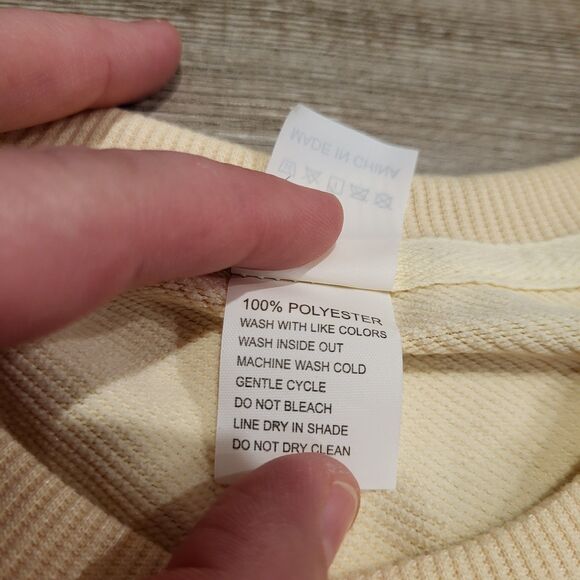 MADE IN CHINA
100% POLYESTER
WASH WITH LIKE COLORS
WASH INSIDE OUT
MACHINE WASH COLD
GENTLE CYCLE
DO NOT BLEACH
LINE DRY IN SHADE
DO NOT DRY CLEAN